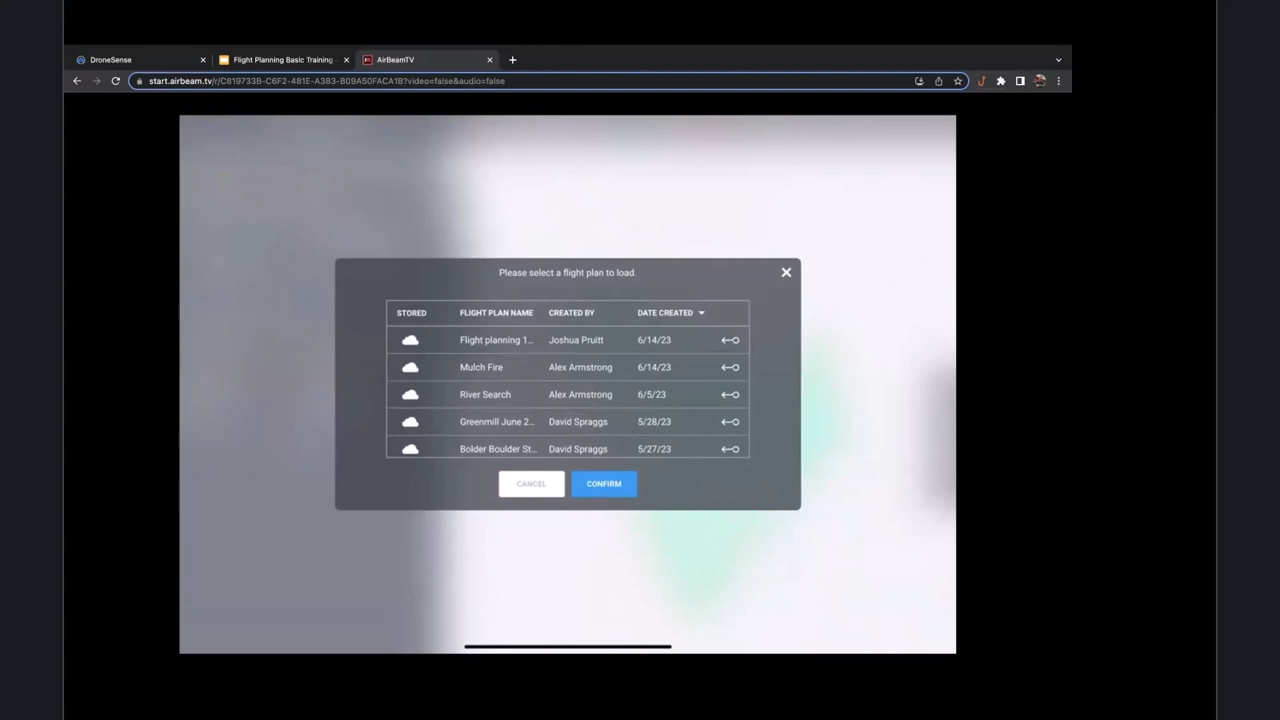 DroneSense
Flight Planning Basic Training -
AirBeamTV
start.airbeam.tv/r/C819733B-C6F2-481E-A383-B09A50FACA1B?video=false&audio=false
Please select a flight plan to load.
STORED FLIGHT PLAN NAME CREATED BY DATE CREATED
Flight planning 1... Joshua Pruitt 6/14/23
Mulch Fire Alex Armstrong 6/14/23
River Search Alex Armstrong 6/5/23
Greenmill June 2... David Spraggs 5/28/23
Bolder Boulder St... David Spraggs 5/27/23
CANCEL CONFIRM